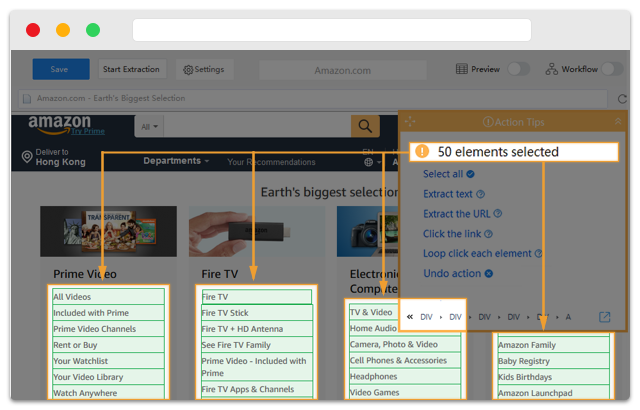 Save
Start Extraction
Settings
Amazon.com
Preview
Workflow
Amazon.com - Earth's Biggest Selection
amazon
Try Prime
All
Action Tips
Deliver to
Hong Kong
Departments
Your Recommendations
EN
50 elements selected
Select all
Extract text
Extract the URL
Click the link
Loop click each element
Undo action
« DIV DIV DIV DIV DIV A
Earth's biggest selection
TRANSPARENT
Prime Video
All Videos
Included with Prime
Prime Video Channels
Rent or Buy
Your Watchlist
Your Video Library
Watch Anywhere
Fire TV
Fire TV
Fire TV Stick
Fire TV + HD Antenna
See Fire TV Family
Prime Video - Included with
Prime
Fire TV Apps & Channels
Computer
TV & Video
Home Audio
Camera, Photo & Video
Cell Phones & Accessories
Headphones
Video Games
Amazon Family
Baby Registry
Kids Birthdays
Amazon Launchpad